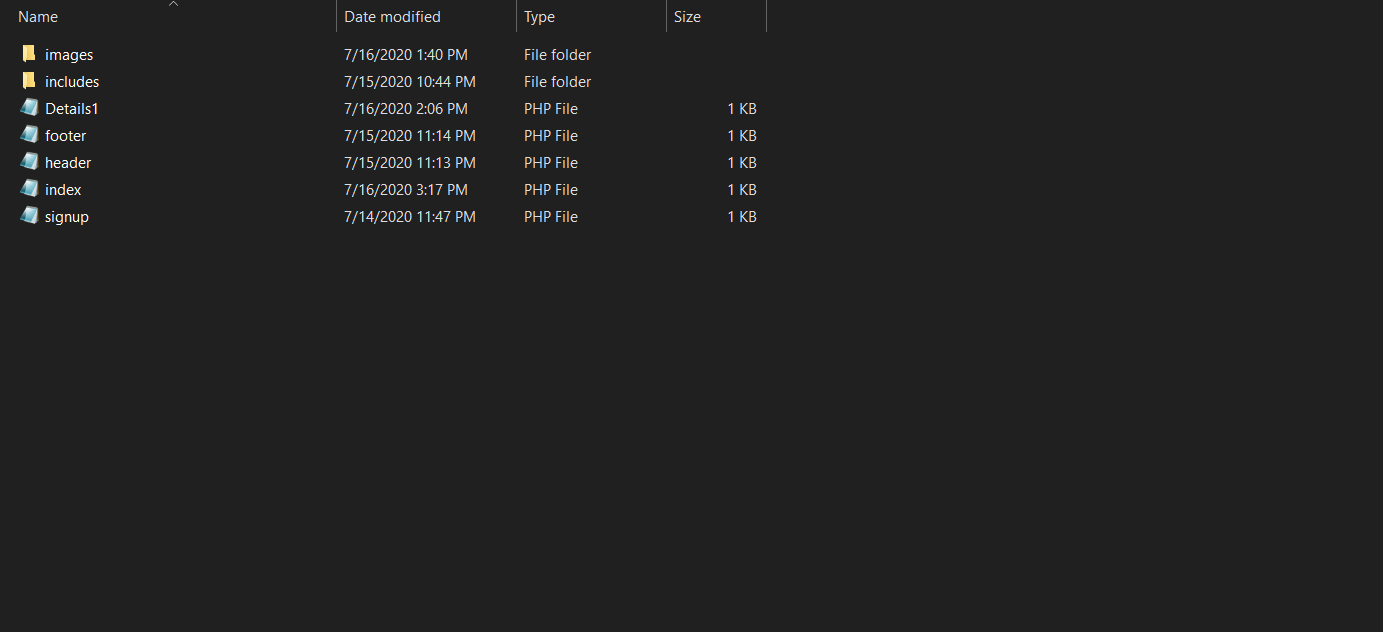 Name Date modified Type Size
images 7/16/2020 1:40 PM File folder
includes 7/15/2020 10:44 PM File folder
Details1 7/16/2020 2:06 PM PHP File 1 KB
footer 7/15/2020 11:14 PM PHP File 1 KB
header 7/15/2020 11:13 PM PHP File 1 KB
index 7/16/2020 3:17 PM PHP File 1 KB
signup 7/14/2020 11:47 PM PHP File 1 KB